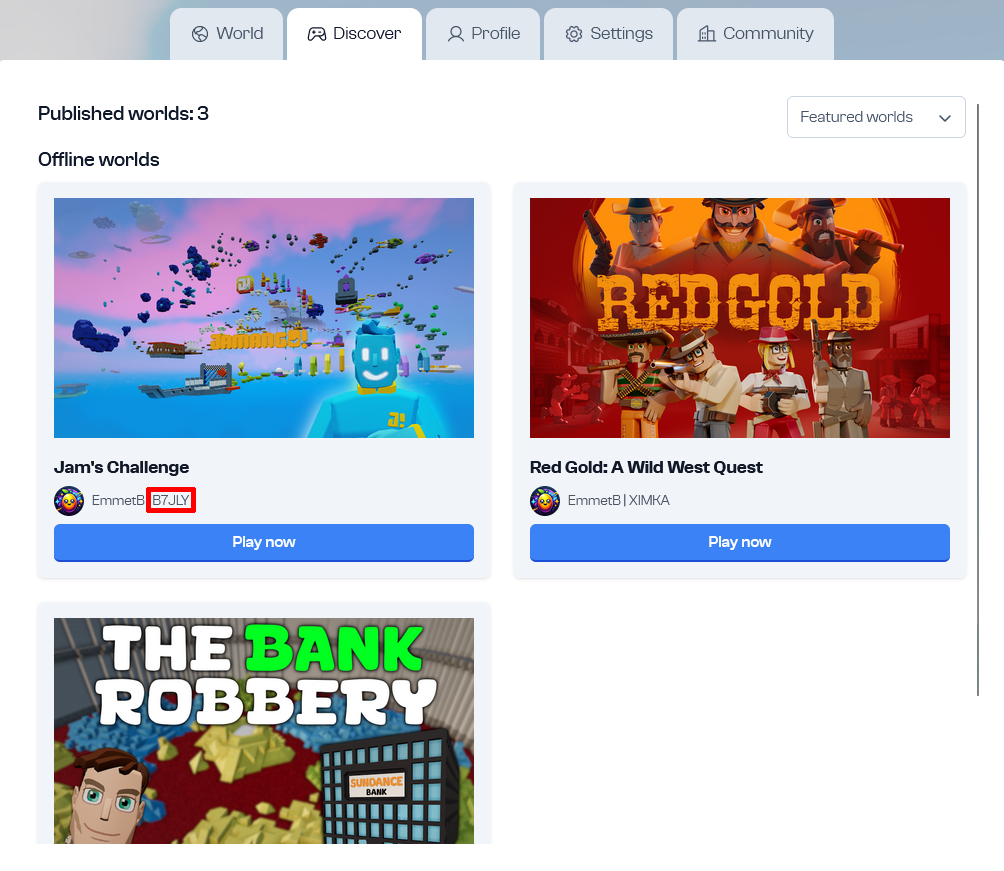 World
Discover
Profile
Settings
Community
Published worlds: 3
Featured worlds
Offline worlds
JAMANGO!
a!
RED GOLD
Jam's Challenge
EmmetB B7JLY
Play now
Red Gold: A Wild West Quest
EmmetB | XIMKA
Play now
THE BANK
ROBBERY
SUNDANCE
BANK